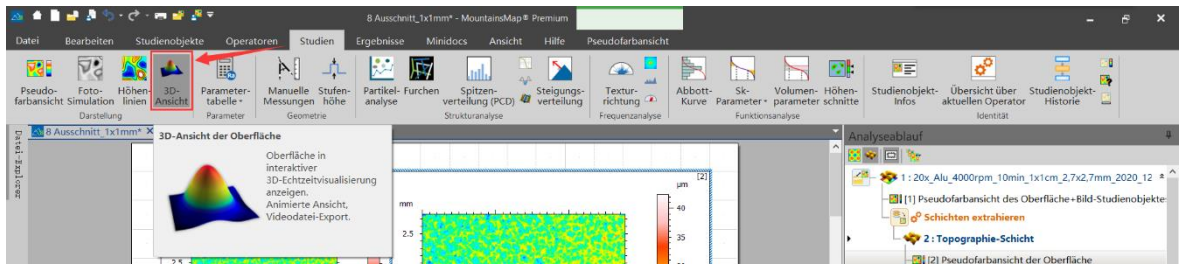 8 Ausschnitt_1x1mm* - MountainsMap® Premium
Datei Bearbeiten Studienobjekte Operatoren Studien Ergebnisse Minidocs Ansicht Hilfe Pseudofarbansicht
Pseudo-
farbansicht
Foto-
Simulation
Höhen-
linien
3D-
Ansicht
Parameter-
tabelle
Manuelle
Messungen
Stufen-
höhe
Partikel-
analyse
Furchen
Spitzen-
verteilung (PCD)
Steigungs-
verteilung
Textur-
richtung
Abbott-
Kurve
Sk-
Parameter
Volumen-
parameter
Höhen-
schnitte
Studienobjekt-
Infos
Übersicht über
aktuellen Operator
Studienobjekt-
Historie
Darstellung
Parameter
Geometrie
Strukturanalyse
Frequenzanalyse
Funktionsanalyse
Identität
Datei-Explorer
8 Ausschnitt_1x1mm*
3D-Ansicht der Oberfläche
Oberfläche in
interaktiver
3D-Echtzeitvisualisierung
anzeigen.
Animierte Ansicht,
Videodatei-Export.
mm
2.5
2.5
µm
[2]
40
35
Analyseablauf
1 : 20x_Alu_4000rpm_10min_1x1cm_2,7x2,7mm_2020_12
[1] Pseudofarbansicht des Oberfläche+Bild-Studienobjekte
Schichten extrahieren
2 : Topographie-Schicht
[2] Pseudofarbansicht der Oberfläche